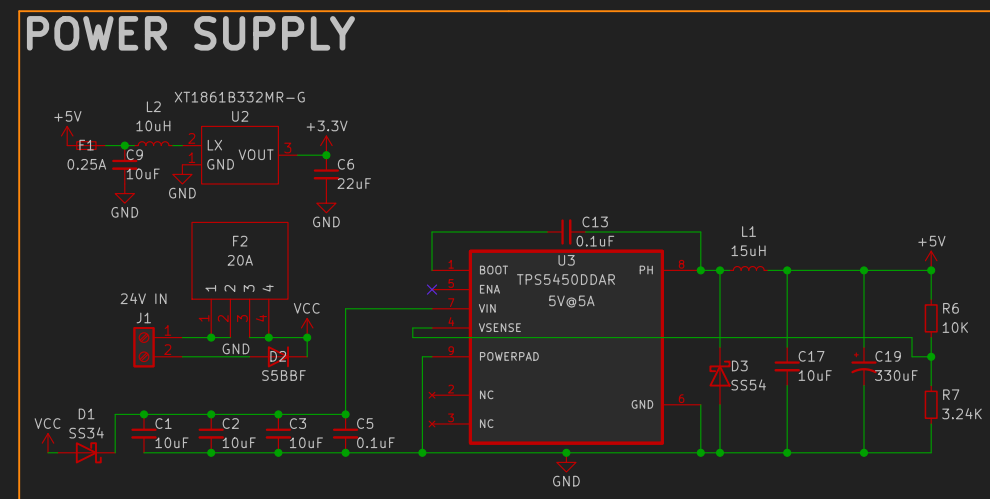 POWER SUPPLY
XT1861B332MR-G
U2
L2
10uH
+5V
F1
0.25A
C9
10uF
2
1
LX
GND
VOUT
3
+3.3V
C6
22uF
GND
GND
GND
F2
20A
1 2 3 4
1 2 3 4
24V IN
J1
1
2
GND
VCC
D2
S5BBF
VCC
D1
SS34
C1
10uF
C2
10uF
C3
10uF
C5
0.1uF
C13
0.1uF
U3
TPS5450DDAR
5V@5A
1 BOOT
5 ENA
7 VIN
4 VSENSE
9 POWERPAD
2 NC
3 NC
PH 8
GND 6
GND
L1
15uH
+5V
D3
SS54
C17
10uF
+
C19
330uF
R6
10K
R7
3.24K